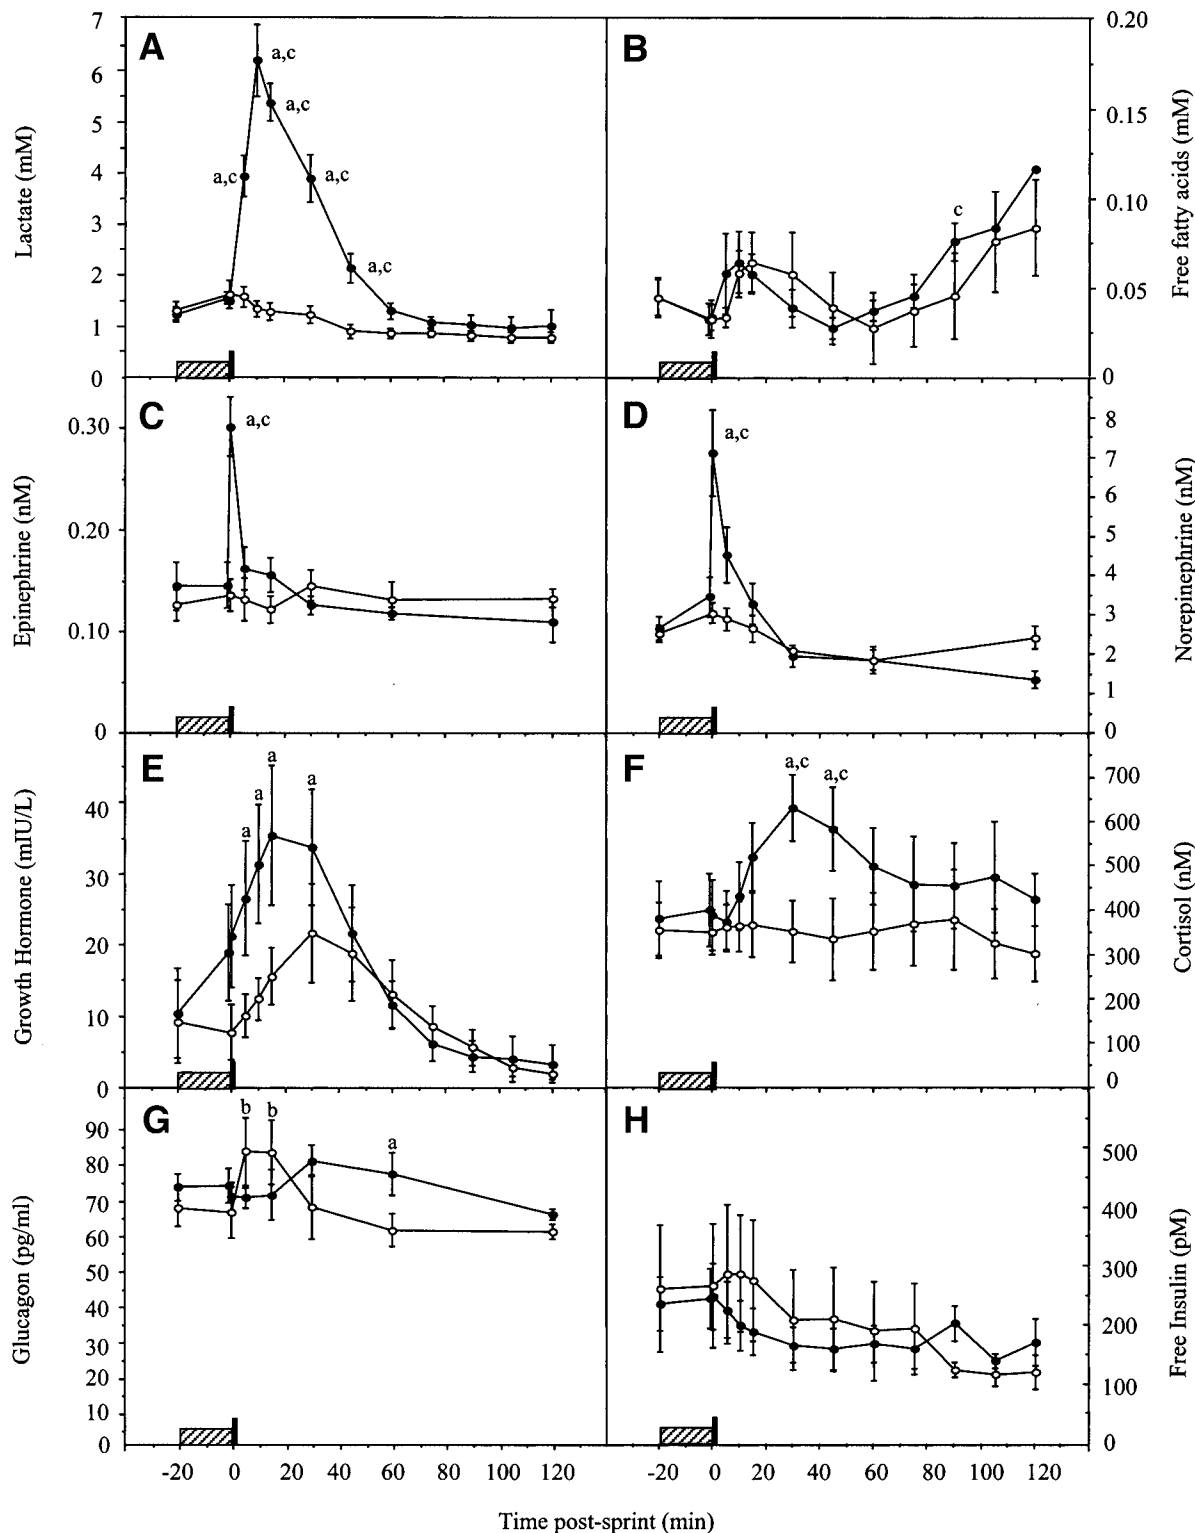 7
6
5
4
3
2
1
0
Lactate (mM)
A
a,c
a,c
a,c
a,c
a,c
B
c
0.20
0.15
0.10
0.05
0
Free fatty acids (mM)
0.30
0.20
0.10
0
Epinephrine (nM)
C
a,c
D
a,c
8
7
6
5
4
3
2
1
0
Norepinephrine (nM)
40
30
20
10
0
Growth Hormone (mIU/L)
E
a
a
a
a
F
a,c
a,c
700
600
500
400
300
200
100
0
Cortisol (nM)
90
80
70
60
50
40
30
20
10
0
Glucagon (pg/ml)
G
b
b
a
H
500
400
300
200
100
0
Free Insulin (pM)
-20 0 20 40 60 80 100 120
-20 0 20 40 60 80 100 120
Time post-sprint (min)